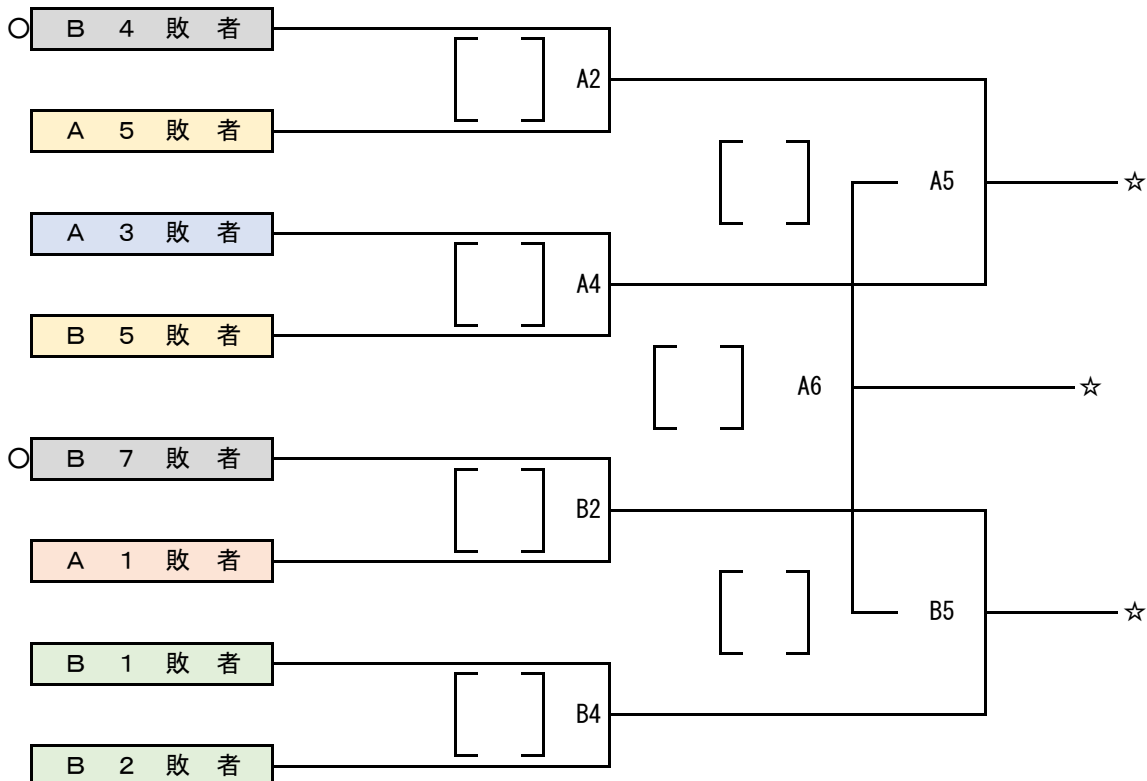 ○ B 4 敗 者
A2
A 5 敗 者
A5 ☆
A 3 敗 者
A4
B 5 敗 者
A6 ☆
○ B 7 敗 者
B2
A 1 敗 者
B5 ☆
B 1 敗 者
B4
B 2 敗 者